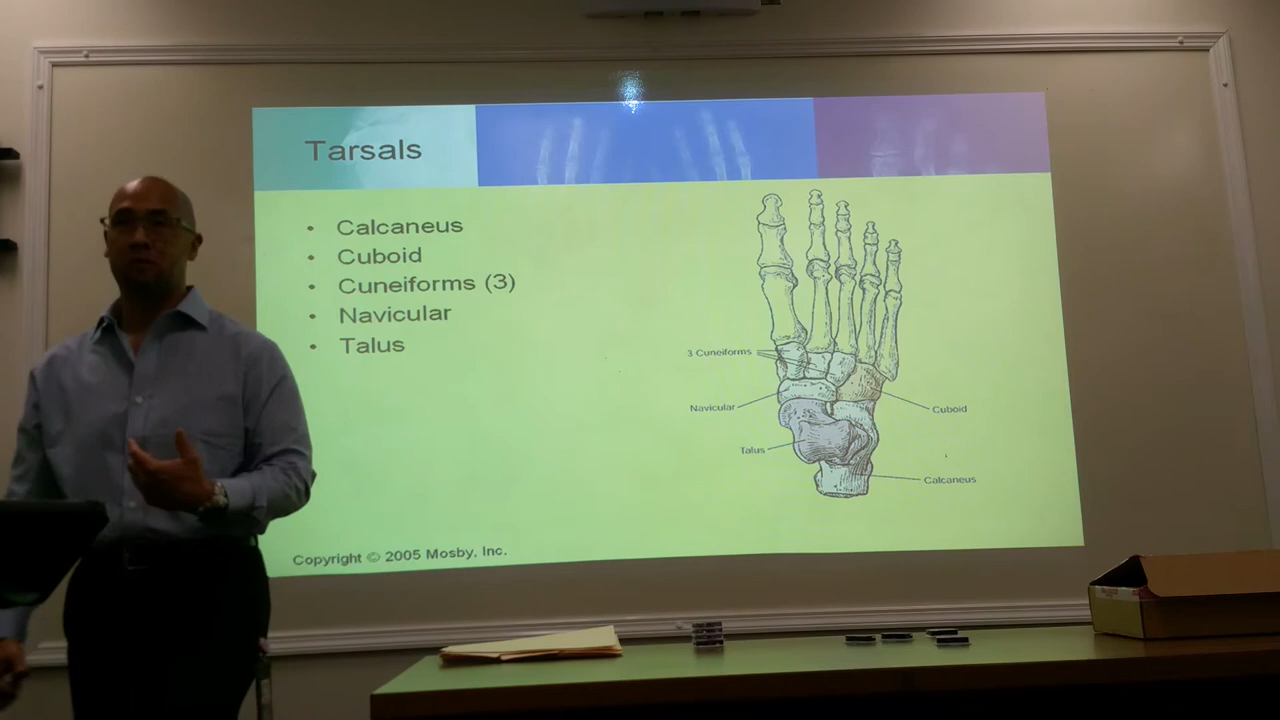 Tarsals
• Calcaneus
• Cuboid
• Cuneiforms (3)
• Navicular
• Talus
3 Cuneiforms
Navicular
Cuboid
Talus
Calcaneus
Copyright © 2005 Mosby, Inc.